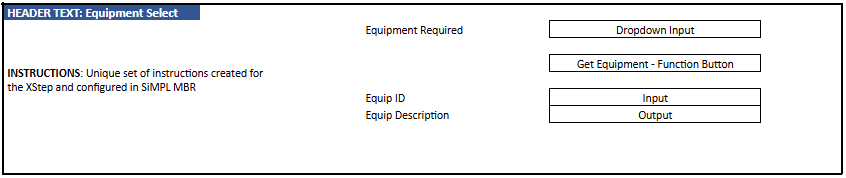 HEADER TEXT: Equipment Select
Equipment Required
Dropdown Input
Get Equipment - Function Button
INSTRUCTIONS: Unique set of instructions created for
the XStep and configured in SiMPL MBR
Equip ID
Input
Equip Description
Output